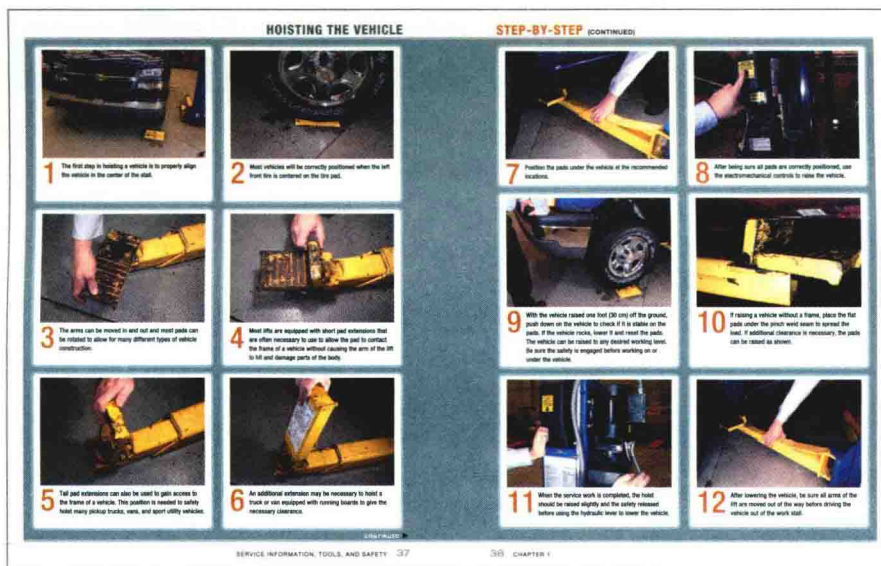 HOISTING THE VEHICLE
1 The first step in hoisting a vehicle is to properly align
the vehicle in the center of the stall.
2 Most vehicles will be correctly positioned when the left
front tire is centered on the tire pad.
3 The arms can be moved in and out and most pads can
be rotated to allow for many different types of vehicle
construction.
4 Most lifts are equipped with short pad extensions that
are often necessary to use to allow the pad to contact
the frame of a vehicle without causing the arm of the lift
to hit and damage parts of the body.
5 Tall pad extensions can also be used to gain access to
the frame of a vehicle. This position is needed to safely
hoist many pickup trucks, vans, and sport utility vehicles.
6 An additional extension may be necessary to hoist a
truck or van equipped with running boards to give the
necessary clearance.
CONTINUED
SERVICE INFORMATION, TOOLS, AND SAFETY 37
STEP-BY-STEP (CONTINUED)
7 Position the pads under the vehicle at the recommended
locations.
8 After being sure all pads are correctly positioned, use
the electromechanical controls to raise the vehicle.
9 With the vehicle raised one foot (30 cm) off the ground,
push down on the vehicle to check if it is stable on the
pads. If the vehicle rocks, lower it and reset the pads.
The vehicle can be raised to any desired working level.
Be sure the safety is engaged before working on or
under the vehicle.
10 If raising a vehicle without a frame, place the flat
pads under the pinch weld seam to spread the
load. If additional clearance is necessary, the pads
can be raised as shown.
11 When the service work is completed, the hoist
should be raised slightly and the safety released
before using the hydraulic lever to lower the vehicle.
12 After lowering the vehicle, be sure all arms of the
lift are moved out of the way before driving the
vehicle out of the work stall.
38 CHAPTER 1